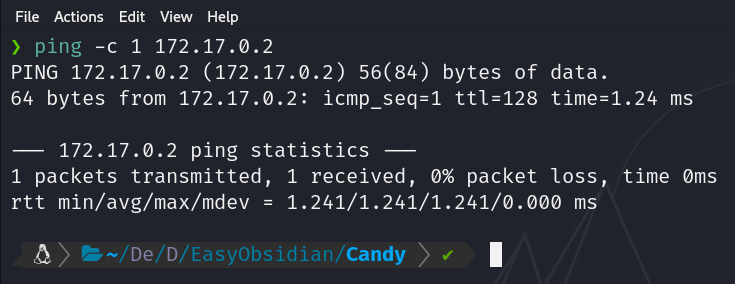 File Actions Edit View Help
❯ ping -c 1 172.17.0.2
PING 172.17.0.2 (172.17.0.2) 56(84) bytes of data.
64 bytes from 172.17.0.2: icmp_seq=1 ttl=128 time=1.24 ms
--- 172.17.0.2 ping statistics ---
1 packets transmitted, 1 received, 0% packet loss, time 0ms
rtt min/avg/max/mdev = 1.241/1.241/1.241/0.000 ms
~/De/D/EasyObsidian/Candy ✔